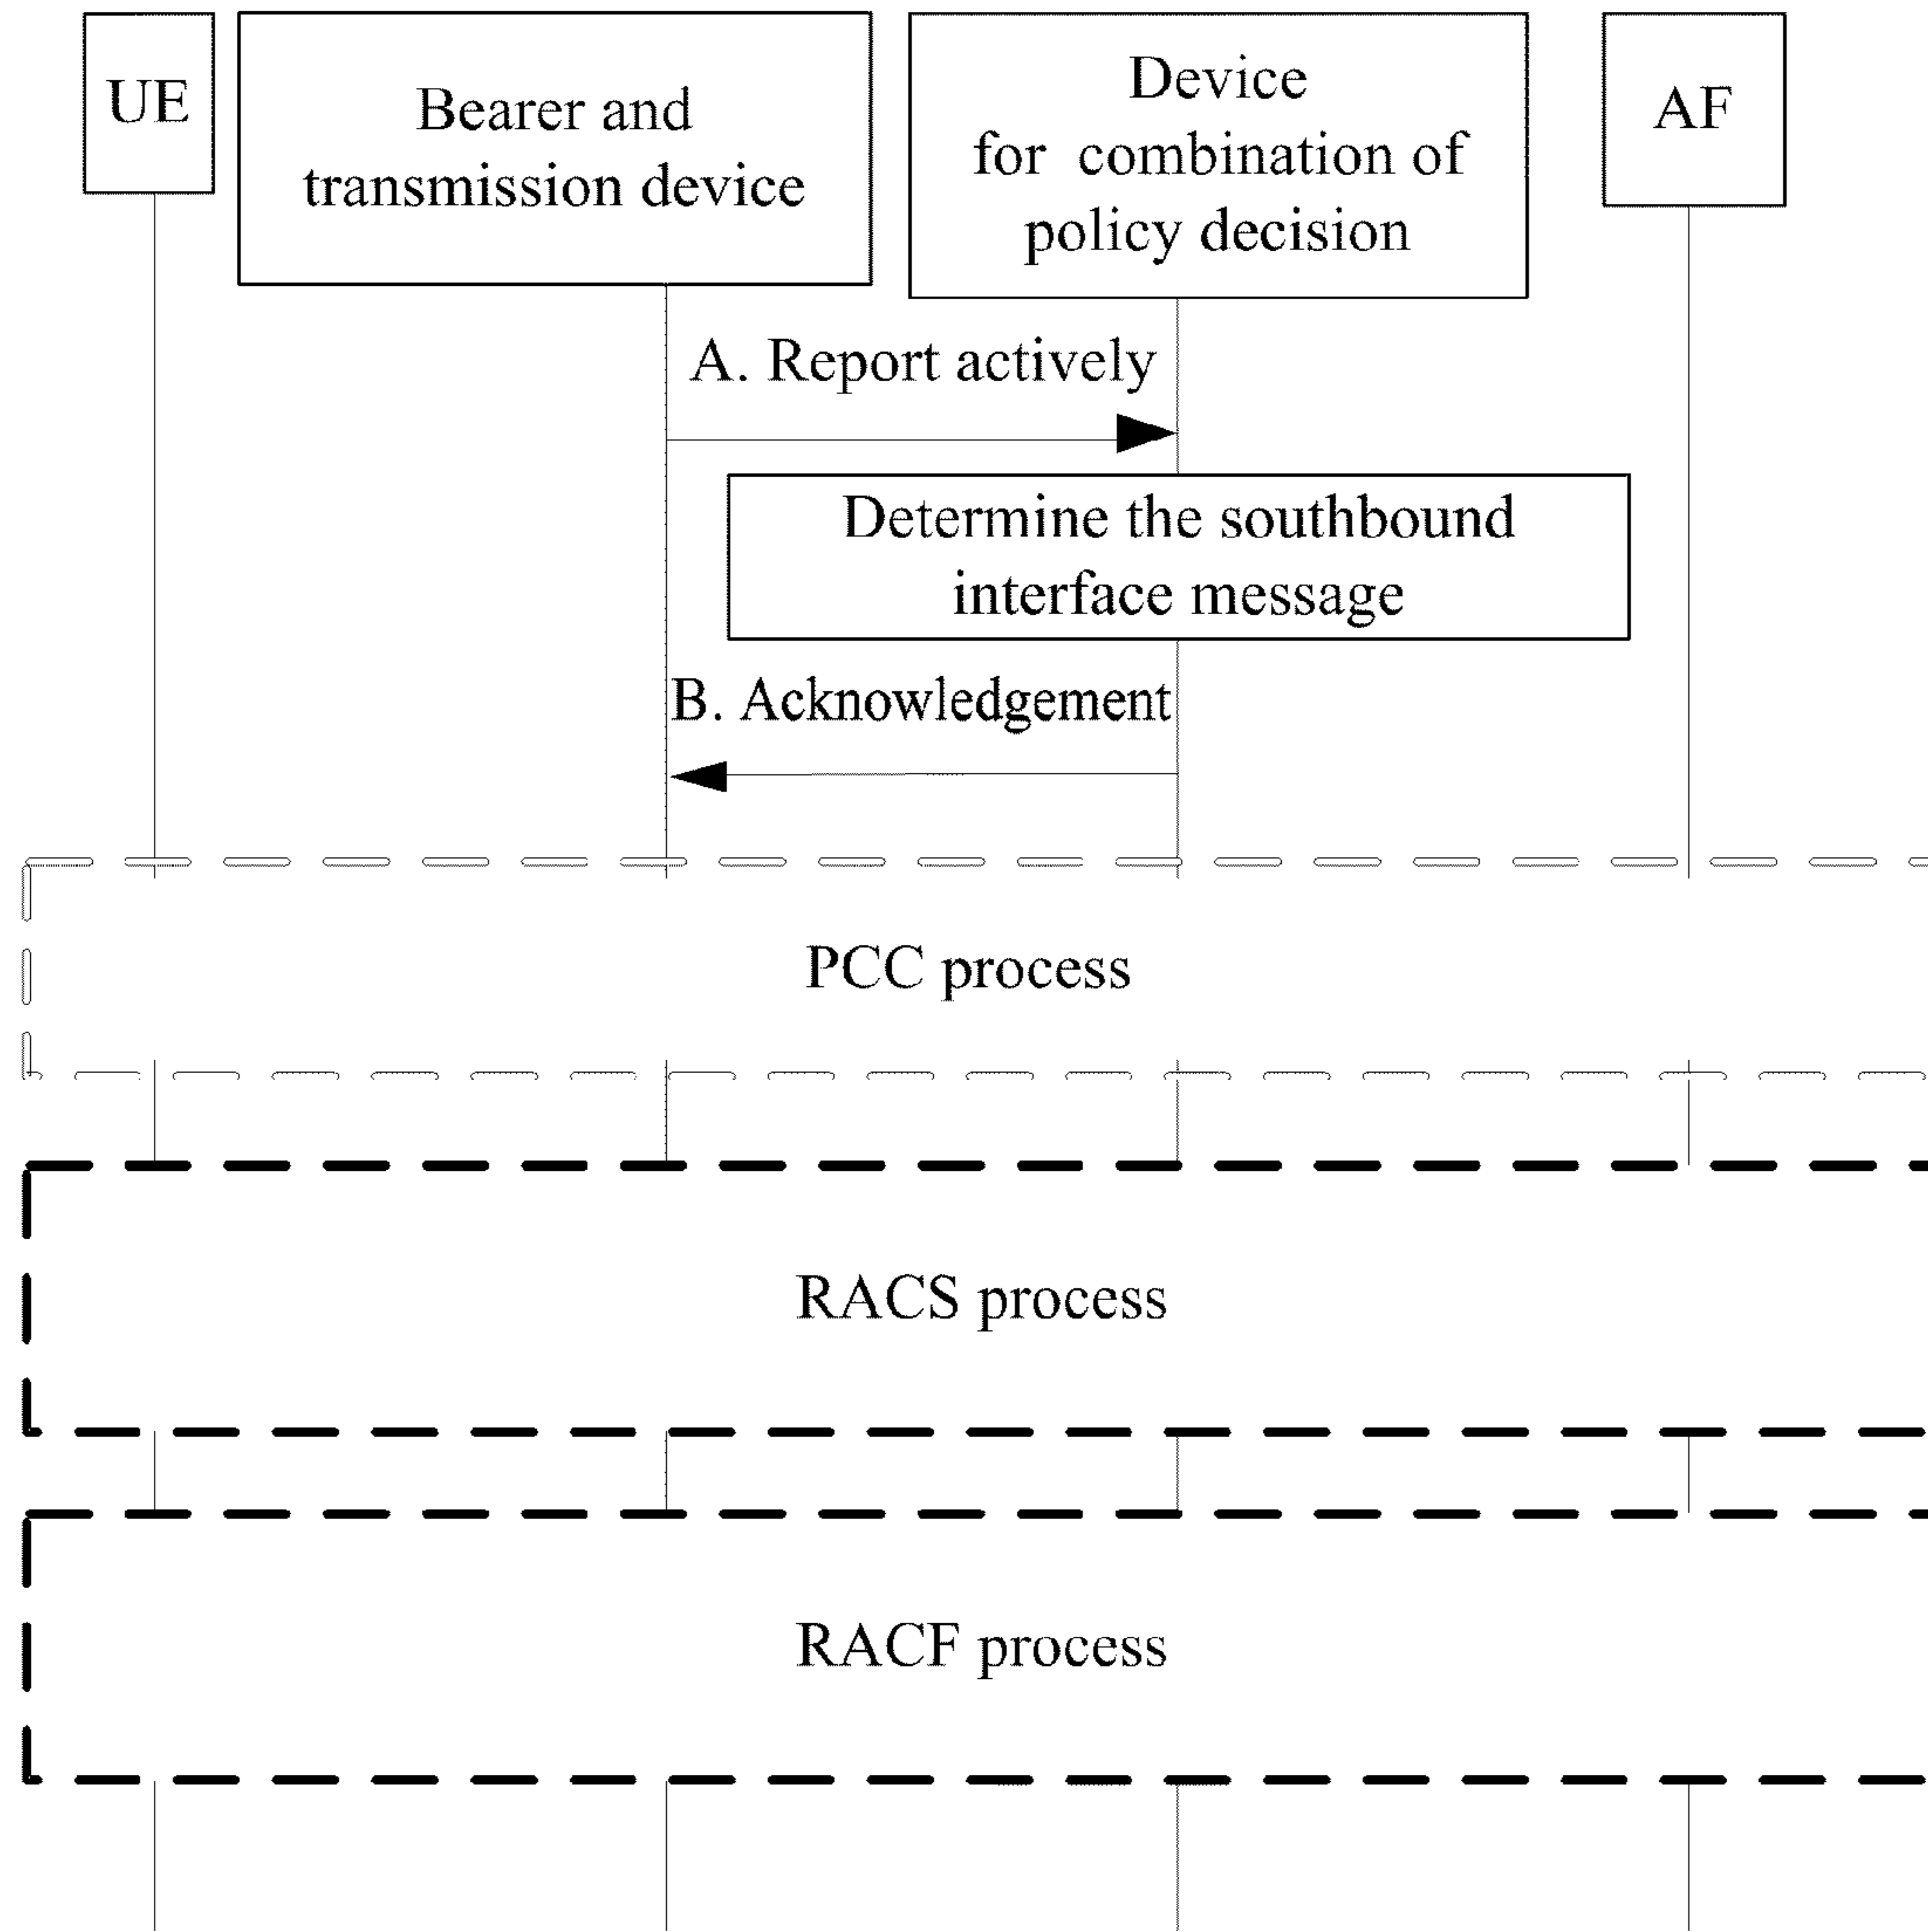 UE
Bearer and
transmission device
Device
for combination of
policy decision
AF
A. Report actively
Determine the southbound
interface message
B. Acknowledgement
PCC process
RACS process
RACF process